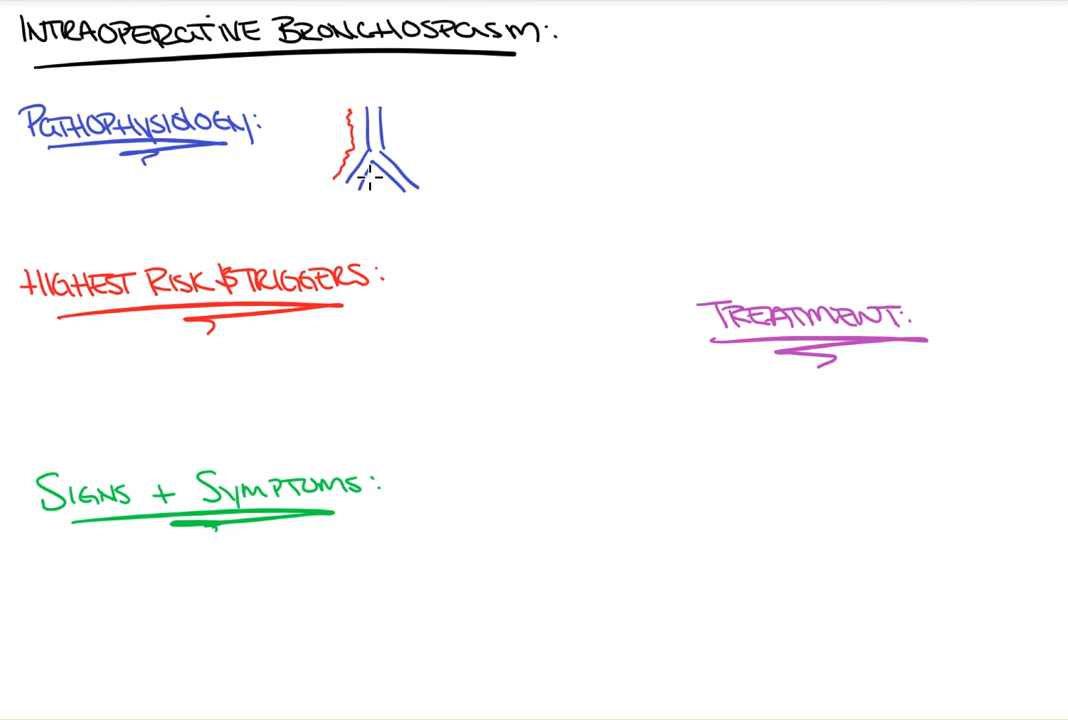 INTRAOPERATIVE BRONCHOSPASM:
PATHOPHYSIOLOGY:
HIGHEST RISK & TRIGGERS:
TREATMENT:
SIGNS + SYMPTOMS: